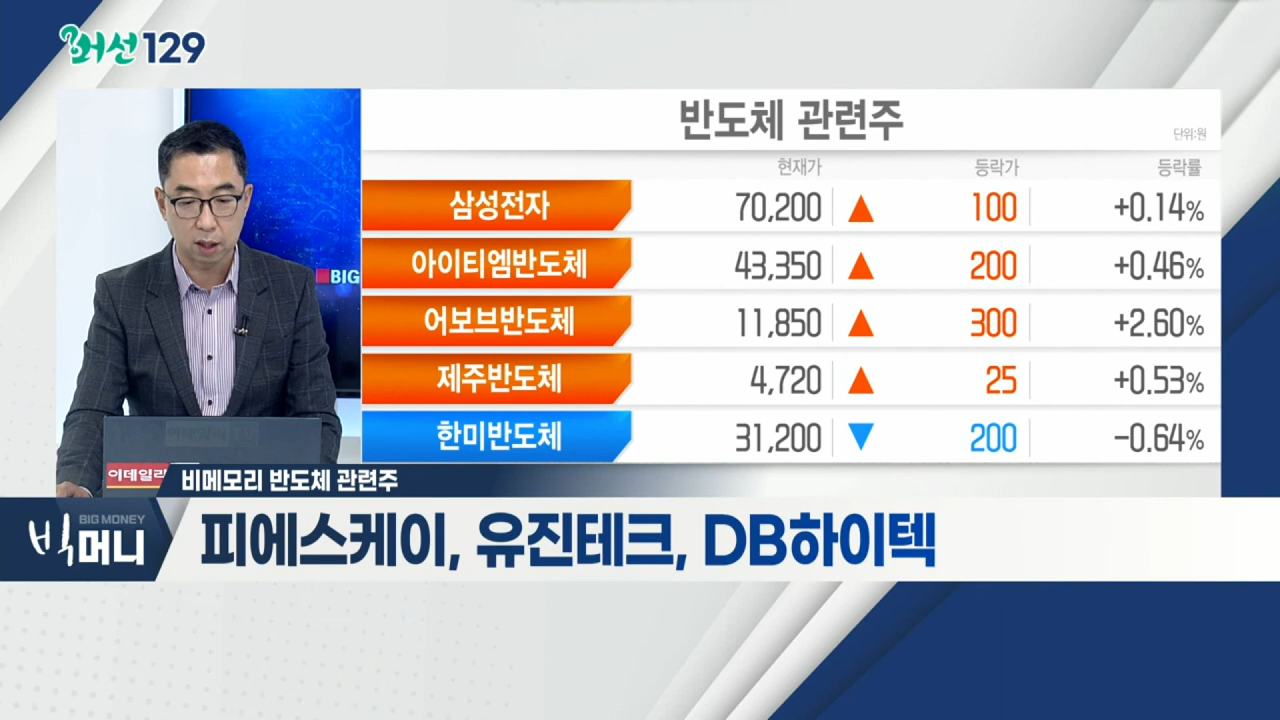 머선129
반도체 관련주
단위:원
현재가 등락가 등락률
삼성전자 70,200 ▲ 100 +0.14%
아이티엠반도체 43,350 ▲ 200 +0.46%
어보브반도체 11,850 ▲ 300 +2.60%
제주반도체 4,720 ▲ 25 +0.53%
한미반도체 31,200 ▼ 200 -0.64%
BIG
이데일리
비메모리 반도체 관련주
BIG MONEY
빅머니
피에스케이, 유진테크, DB하이텍